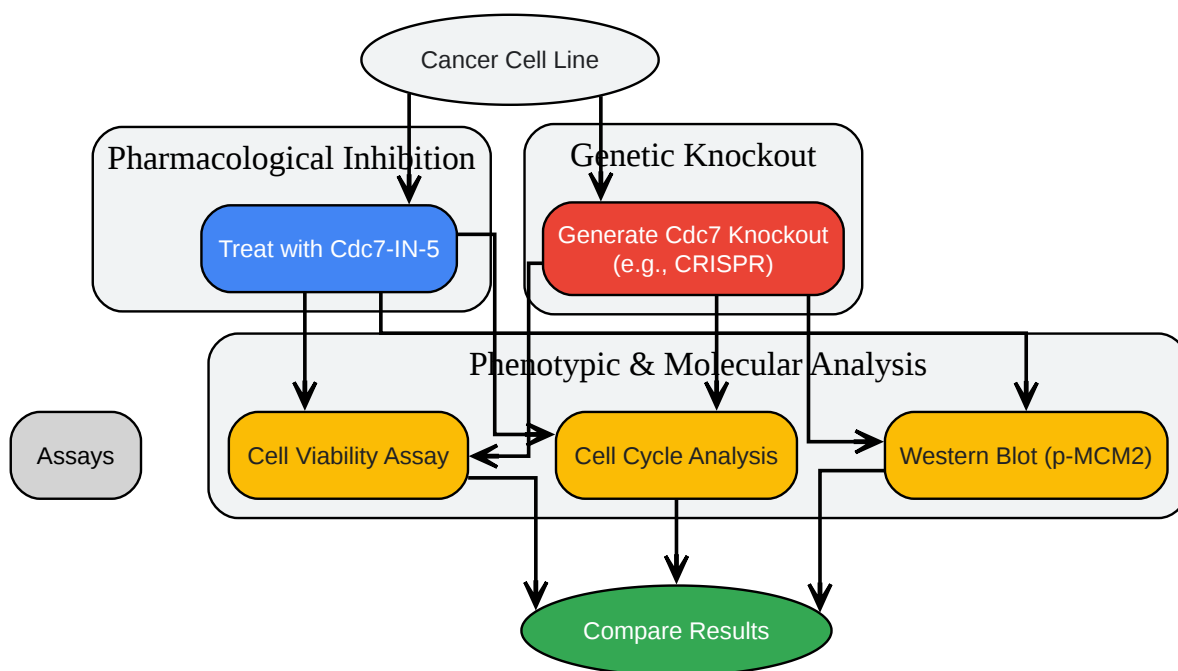 Cancer Cell Line
Pharmacological Inhibition
Genetic Knockout
Treat with Cdc7-IN-5
Generate Cdc7 Knockout
(e.g., CRISPR)
Phenotypic & Molecular Analysis
Assays
Cell Viability Assay
Cell Cycle Analysis
Western Blot (p-MCM2)
Compare Results